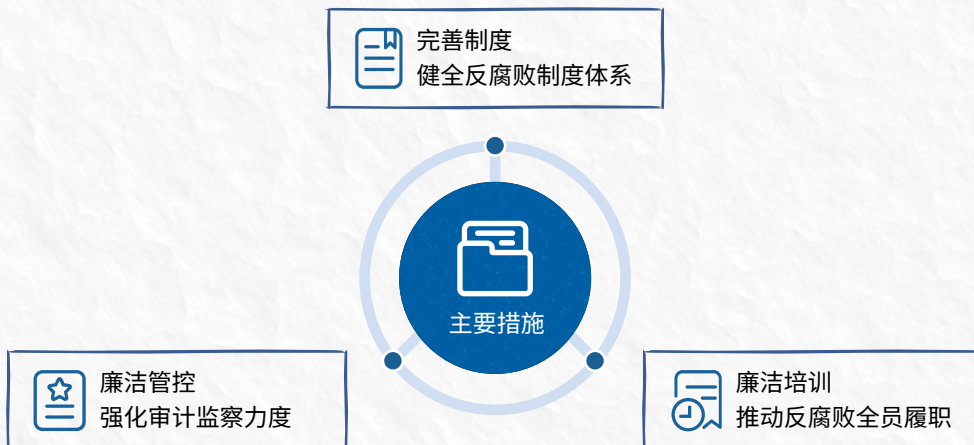 完善制度
健全反腐败制度体系
主要措施
廉洁管控
强化审计监察力度
廉洁培训
推动反腐败全员履职